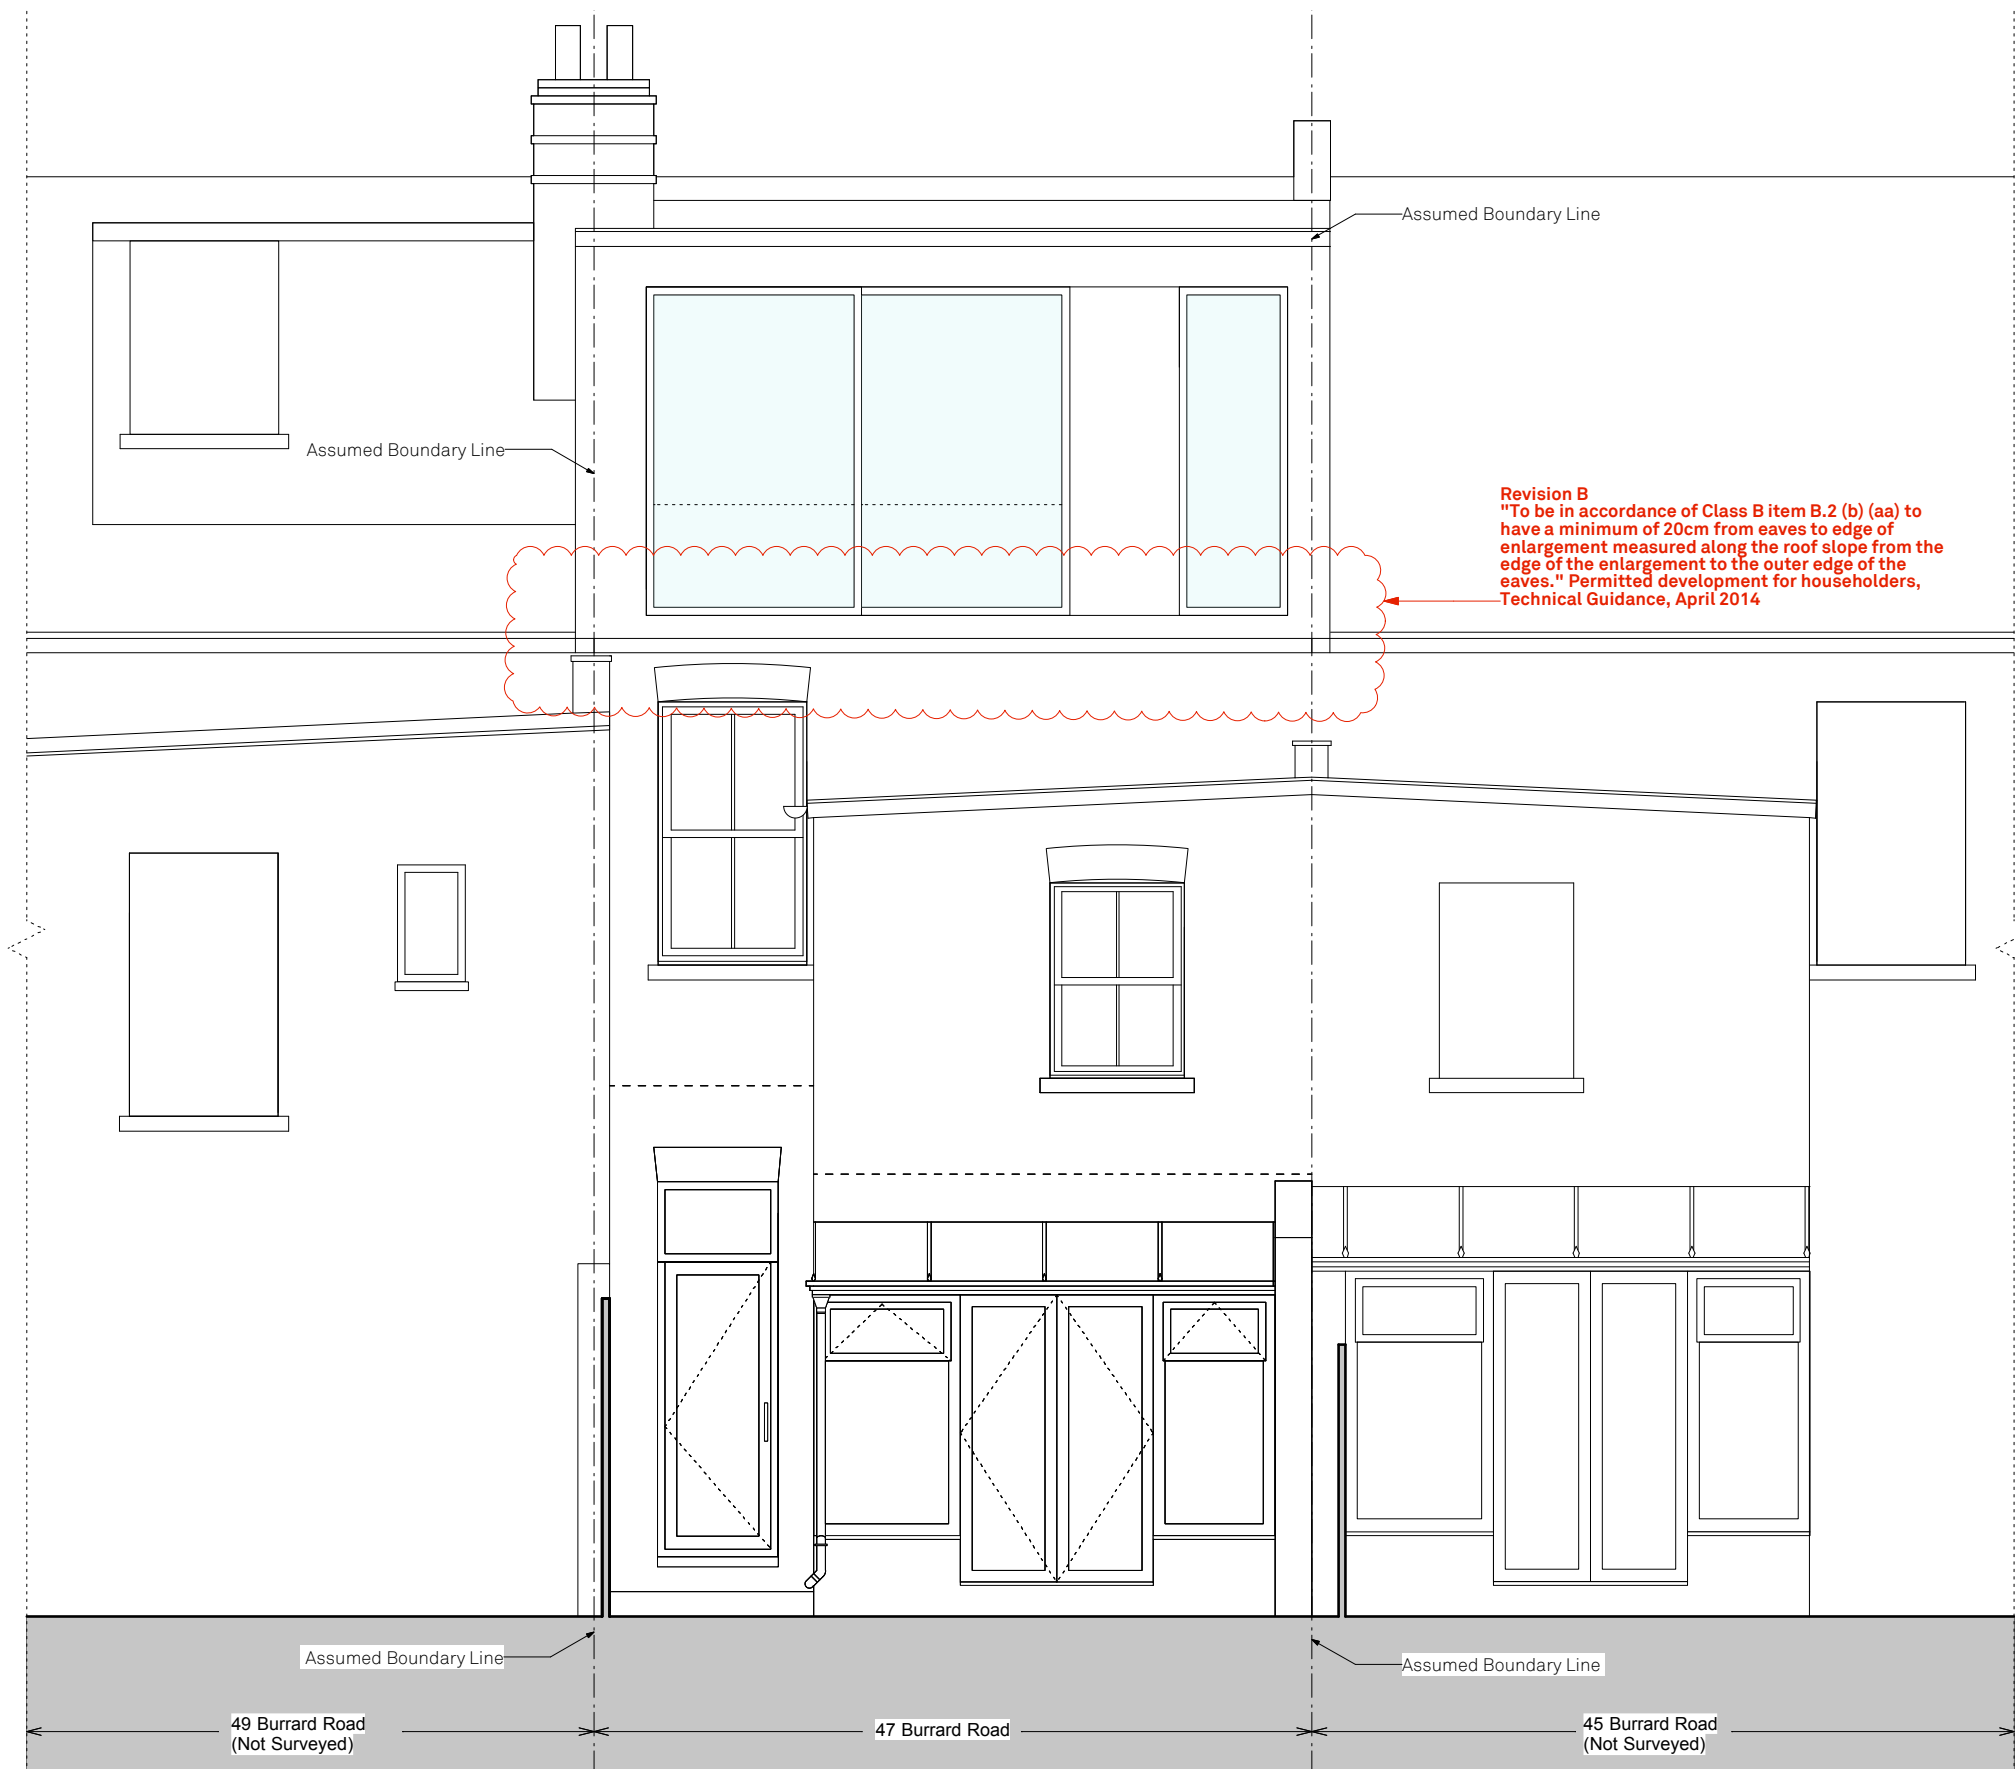 Assumed Boundary Line
Assumed Boundary Line
Revision B
"To be in accordance of Class B item B.2 (b) (aa) to
have a minimum of 20cm from eaves to edge of
enlargement measured along the roof slope from the
edge of the enlargement to the outer edge of the
eaves." Permitted development for householders,
Technical Guidance, April 2014
Assumed Boundary Line
Assumed Boundary Line
49 Burrard Road
(Not Surveyed)
47 Burrard Road
45 Burrard Road
(Not Surveyed)